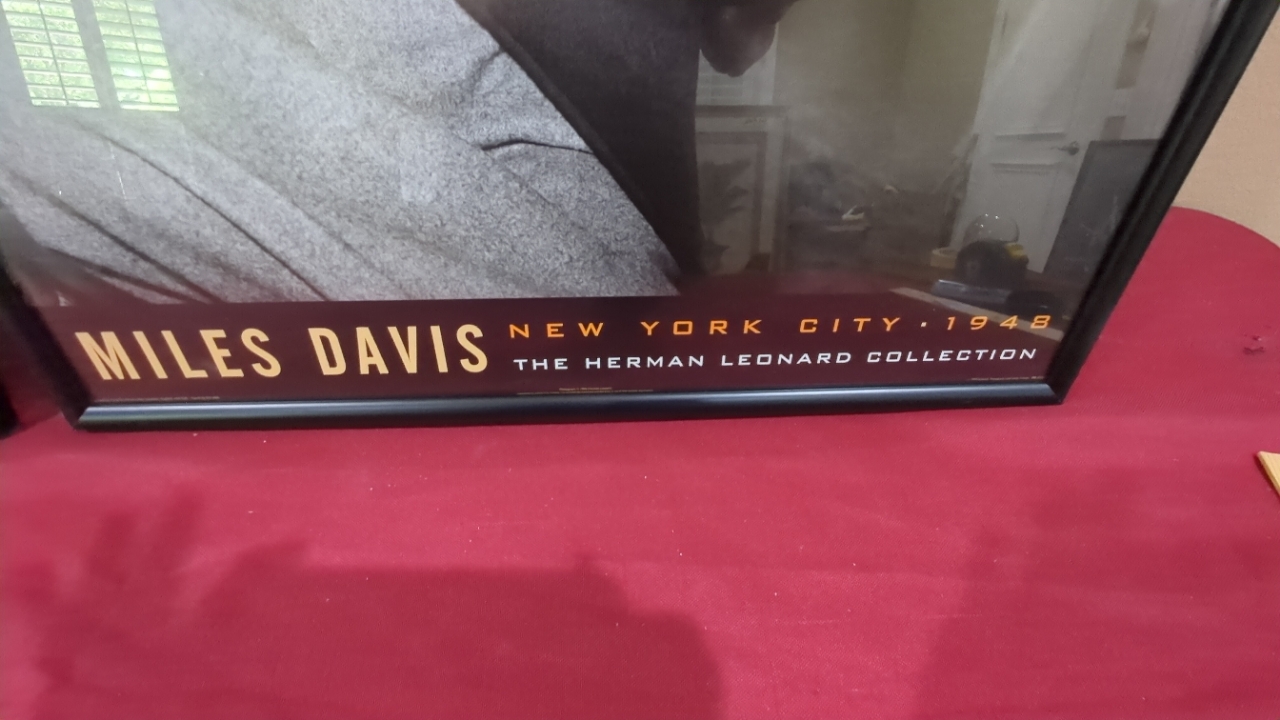 MILES DAVIS
NEW YORK CITY · 1948
THE HERMAN LEONARD COLLECTION